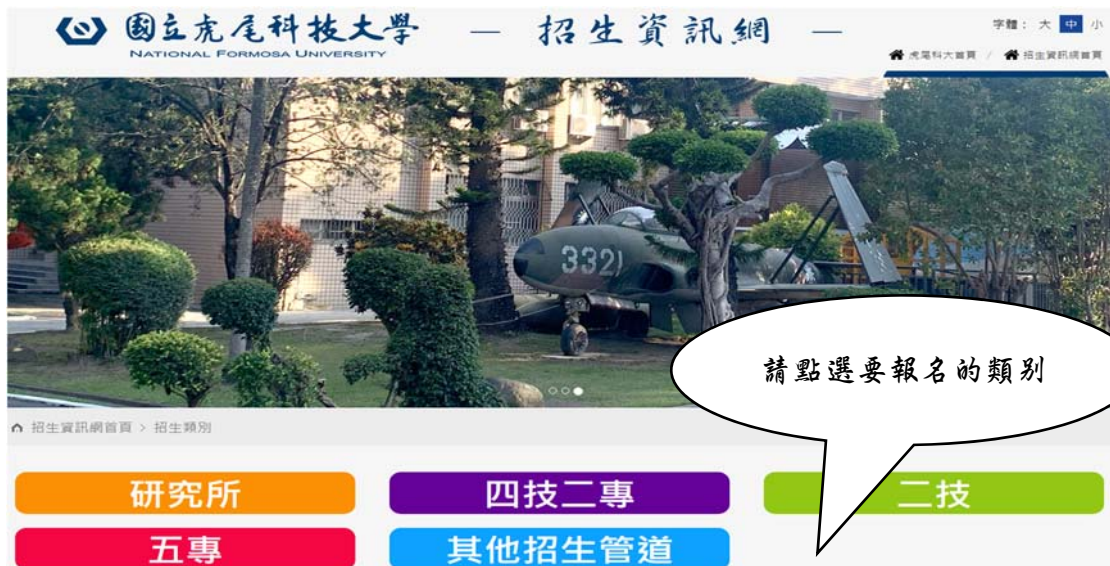 國立虎尾科技大學 — 招生資訊網 —
NATIONAL FORMOSA UNIVERSITY
字體: 大 中 小
虎尾科大首頁 / 招生資訊網首頁
3321
請點選要報名的類別
招生資訊網首頁 > 招生類別
研究所
四技二專
二技
五專
其他招生管道